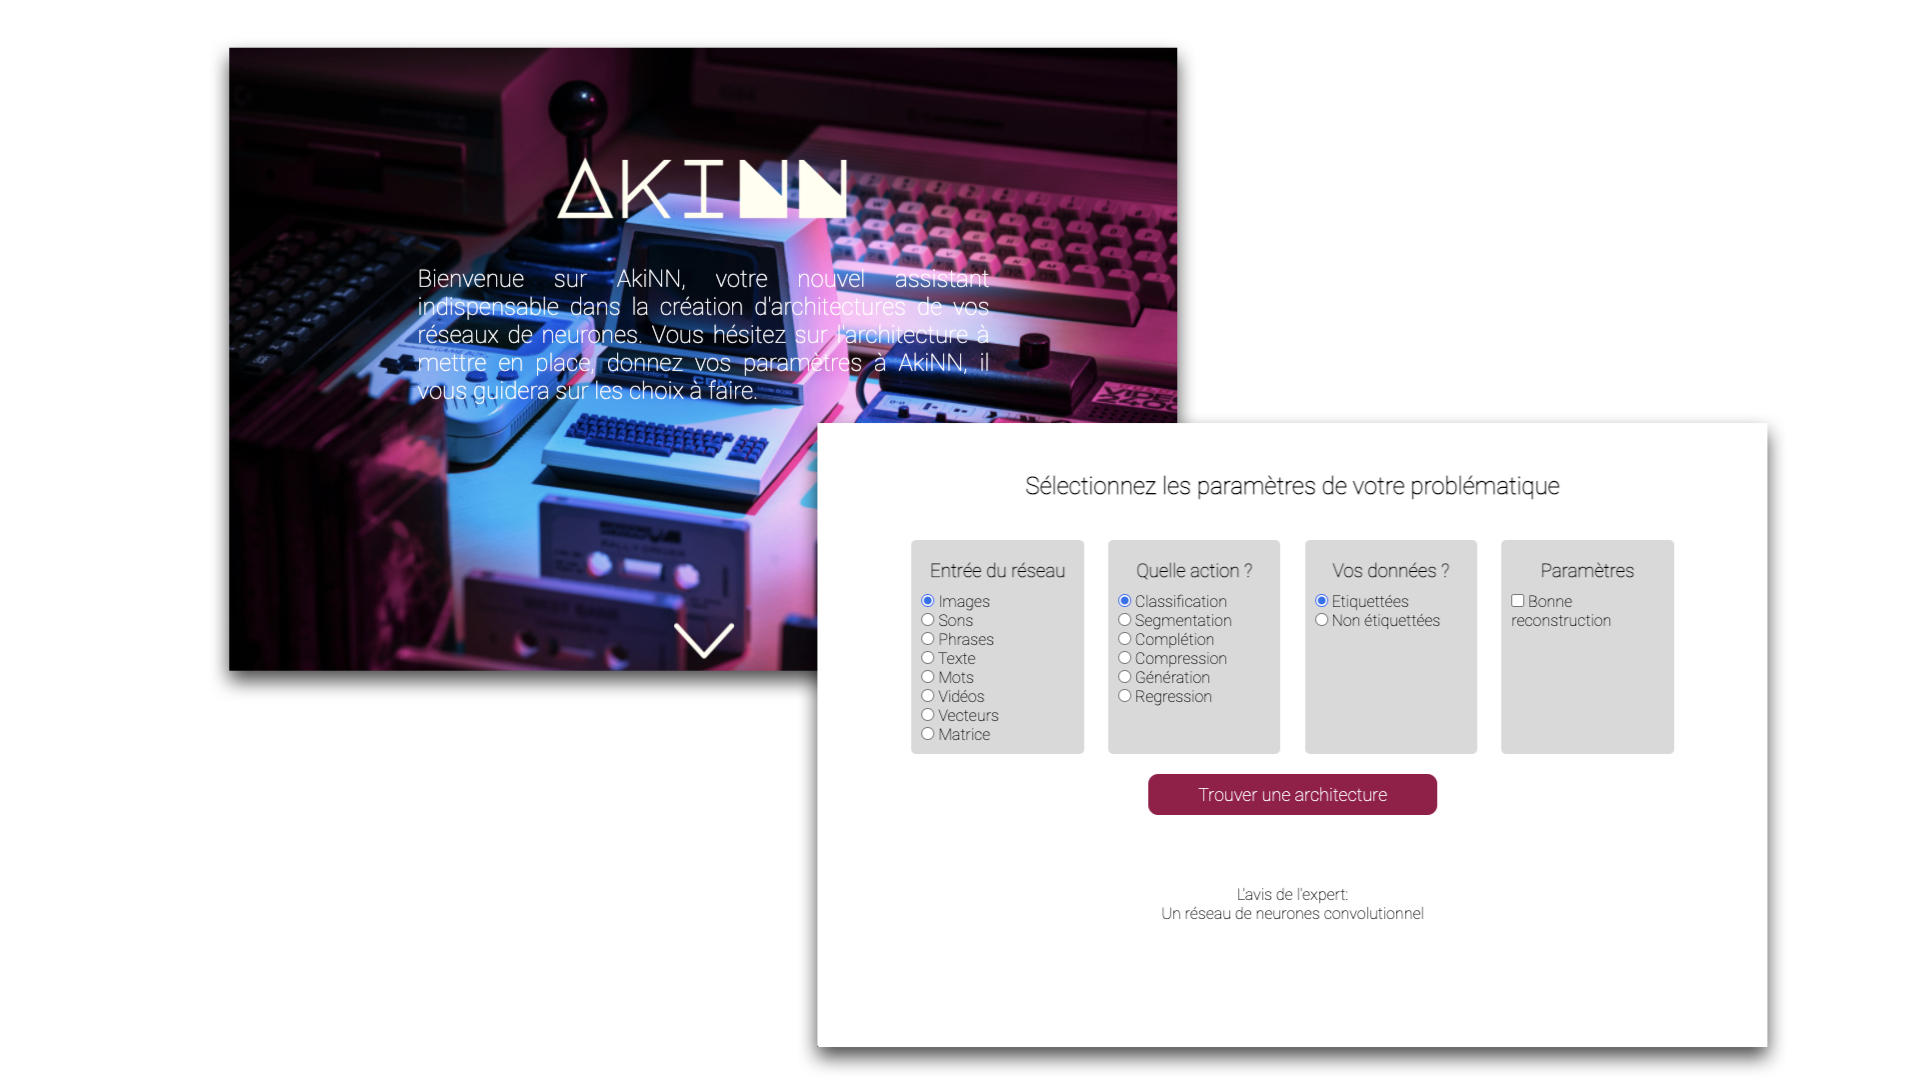 AKINN
Bienvenue sur AkiNN, votre nouvel assistant
indispensable dans la création d'architectures de vos
réseaux de neurones. Vous hésitez sur l'architecture à
mettre en place, donnez vos paramètres à AkiNN, il
vous guidera sur les choix à faire.
Sélectionnez les paramètres de votre problématique
Entrée du réseau
Images
Sons
Phrases
Texte
Mots
Vidéos
Vecteurs
Matrice
Quelle action ?
Classification
Segmentation
Complétion
Compression
Génération
Regression
Vos données ?
Etiquettées
Non étiquettées
Paramètres
Bonne
reconstruction
Trouver une architecture
L'avis de l'expert:
Un réseau de neurones convolutionnel